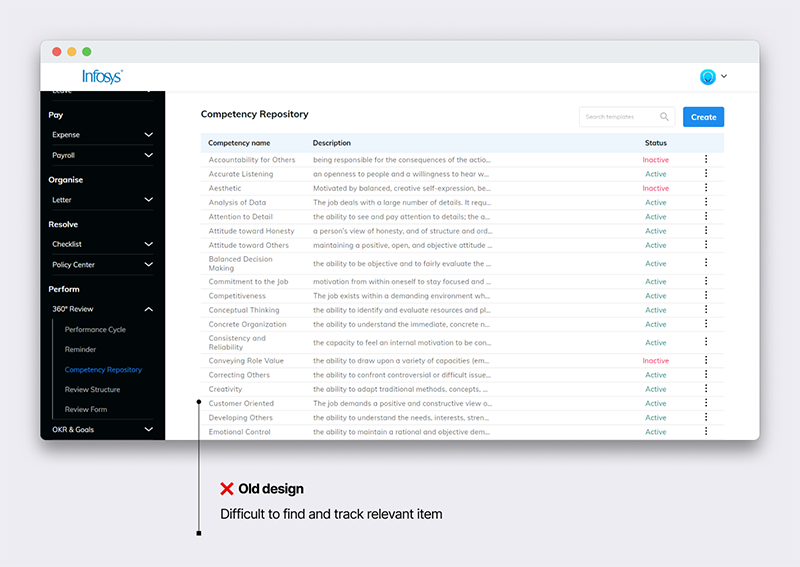 Infosys
Leave
Pay
Expense
Payroll
Organise
Letter
Resolve
Checklist
Policy Center
Perform
360° Review
Performance Cycle
Reminder
Competency Repository
Review Structure
Review Form
OKR & Goals
Competency Repository
Search templates
Create
Competency name Description Status
Accountability for Others being responsible for the consequences of the actio... Inactive
Accurate Listening an openness to people and a willingness to hear w... Active
Aesthetic Motivated by balanced, creative self-expression, be... Inactive
Analysis of Data The job deals with a large number of details. It requ... Active
Attention to Detail the ability to see and pay attention to details; the a... Active
Attitude toward Honesty a person's view of honesty, and of structure and ord... Active
Attitude toward Others maintaining a positive, open, and objective attitude ... Active
Balanced Decision
Making the ability to be objective and to fairly evaluate the ... Active
Commitment to the Job motivation from within oneself to stay focused and ... Active
Competitiveness The job exists within a demanding environment wh... Active
Conceptual Thinking the ability to identify and evaluate resources and pl... Active
Concrete Organization the ability to understand the immediate, concrete n... Active
Consistency and
Reliability the capacity to feel an internal motivation to be con... Active
Conveying Role Value the ability to draw upon a variety of capacities (em... Inactive
Correcting Others the ability to confront controversial or difficult issue... Active
Creativity the ability to adapt traditional methods, concepts, ... Active
Customer Oriented The job demands a positive and constructive view o... Active
Developing Others the ability to understand the needs, interests, stren... Active
Emotional Control the ability to maintain a rational and objective dem... Active
Old design
Difficult to find and track relevant item